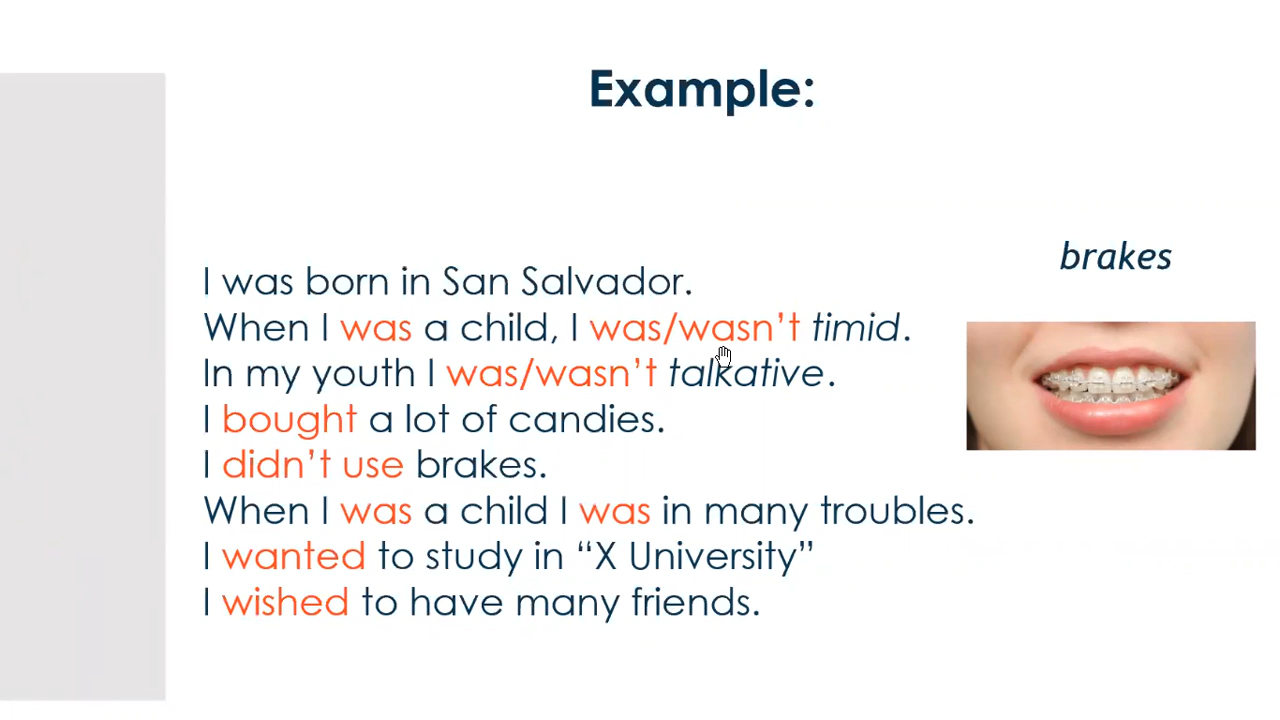 Example:
brakes
I was born in San Salvador.
When I was a child, I was/wasn’t timid.
In my youth I was/wasn’t talkative.
I bought a lot of candies.
I didn’t use brakes.
When I was a child I was in many troubles.
I wanted to study in “X University”
I wished to have many friends.